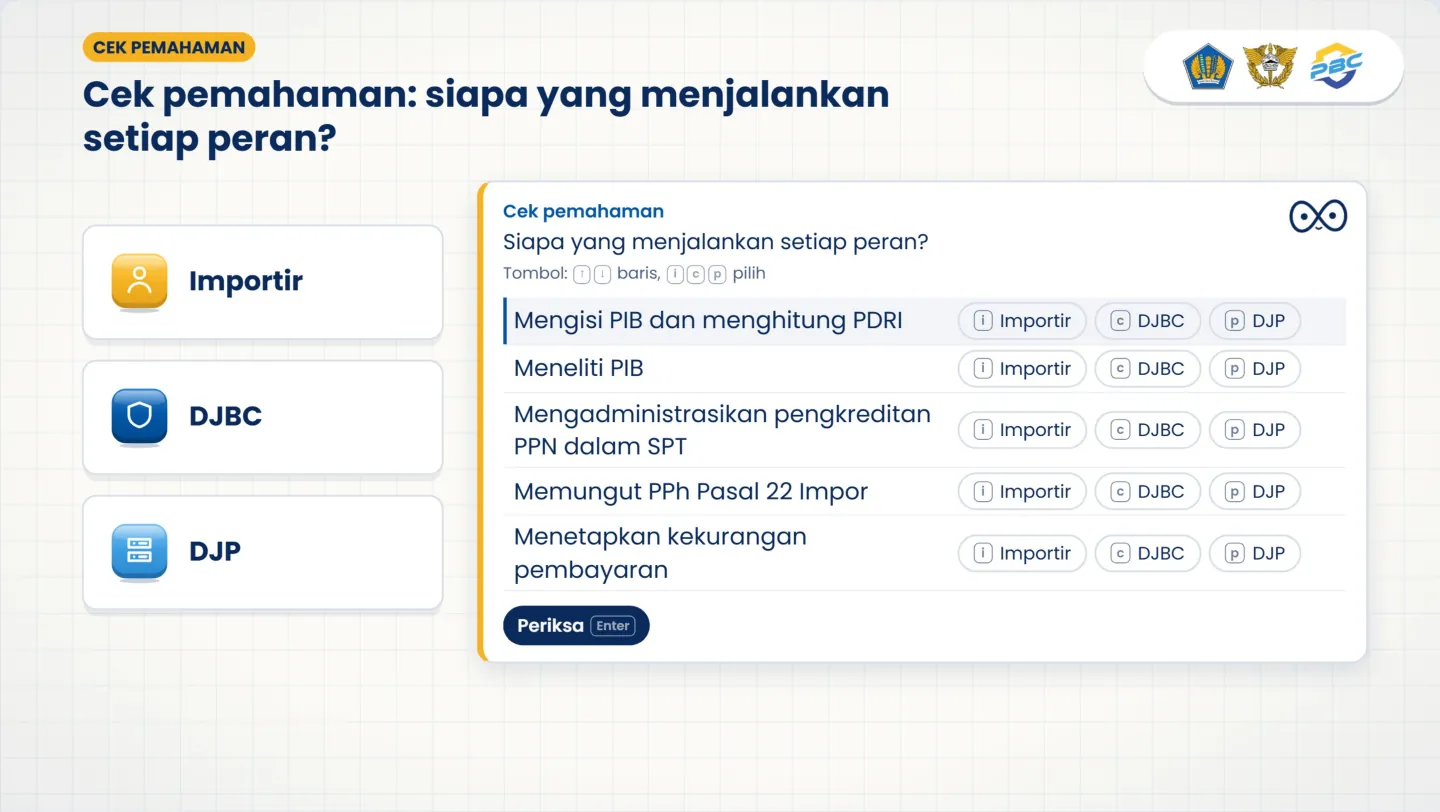 CEK PEMAHAMAN
Cek pemahaman: siapa yang menjalankan
setiap peran?
PBC
Importir
DJBC
DJP
Cek pemahaman
Siapa yang menjalankan setiap peran?
Tombol: ↑ ↓ baris, i c p pilih
Mengisi PIB dan menghitung PDRI i Importir c DJBC p DJP
Meneliti PIB i Importir c DJBC p DJP
Mengadministrasikan pengkreditan
PPN dalam SPT i Importir c DJBC p DJP
Memungut PPh Pasal 22 Impor i Importir c DJBC p DJP
Menetapkan kekurangan
pembayaran i Importir c DJBC p DJP
Periksa Enter